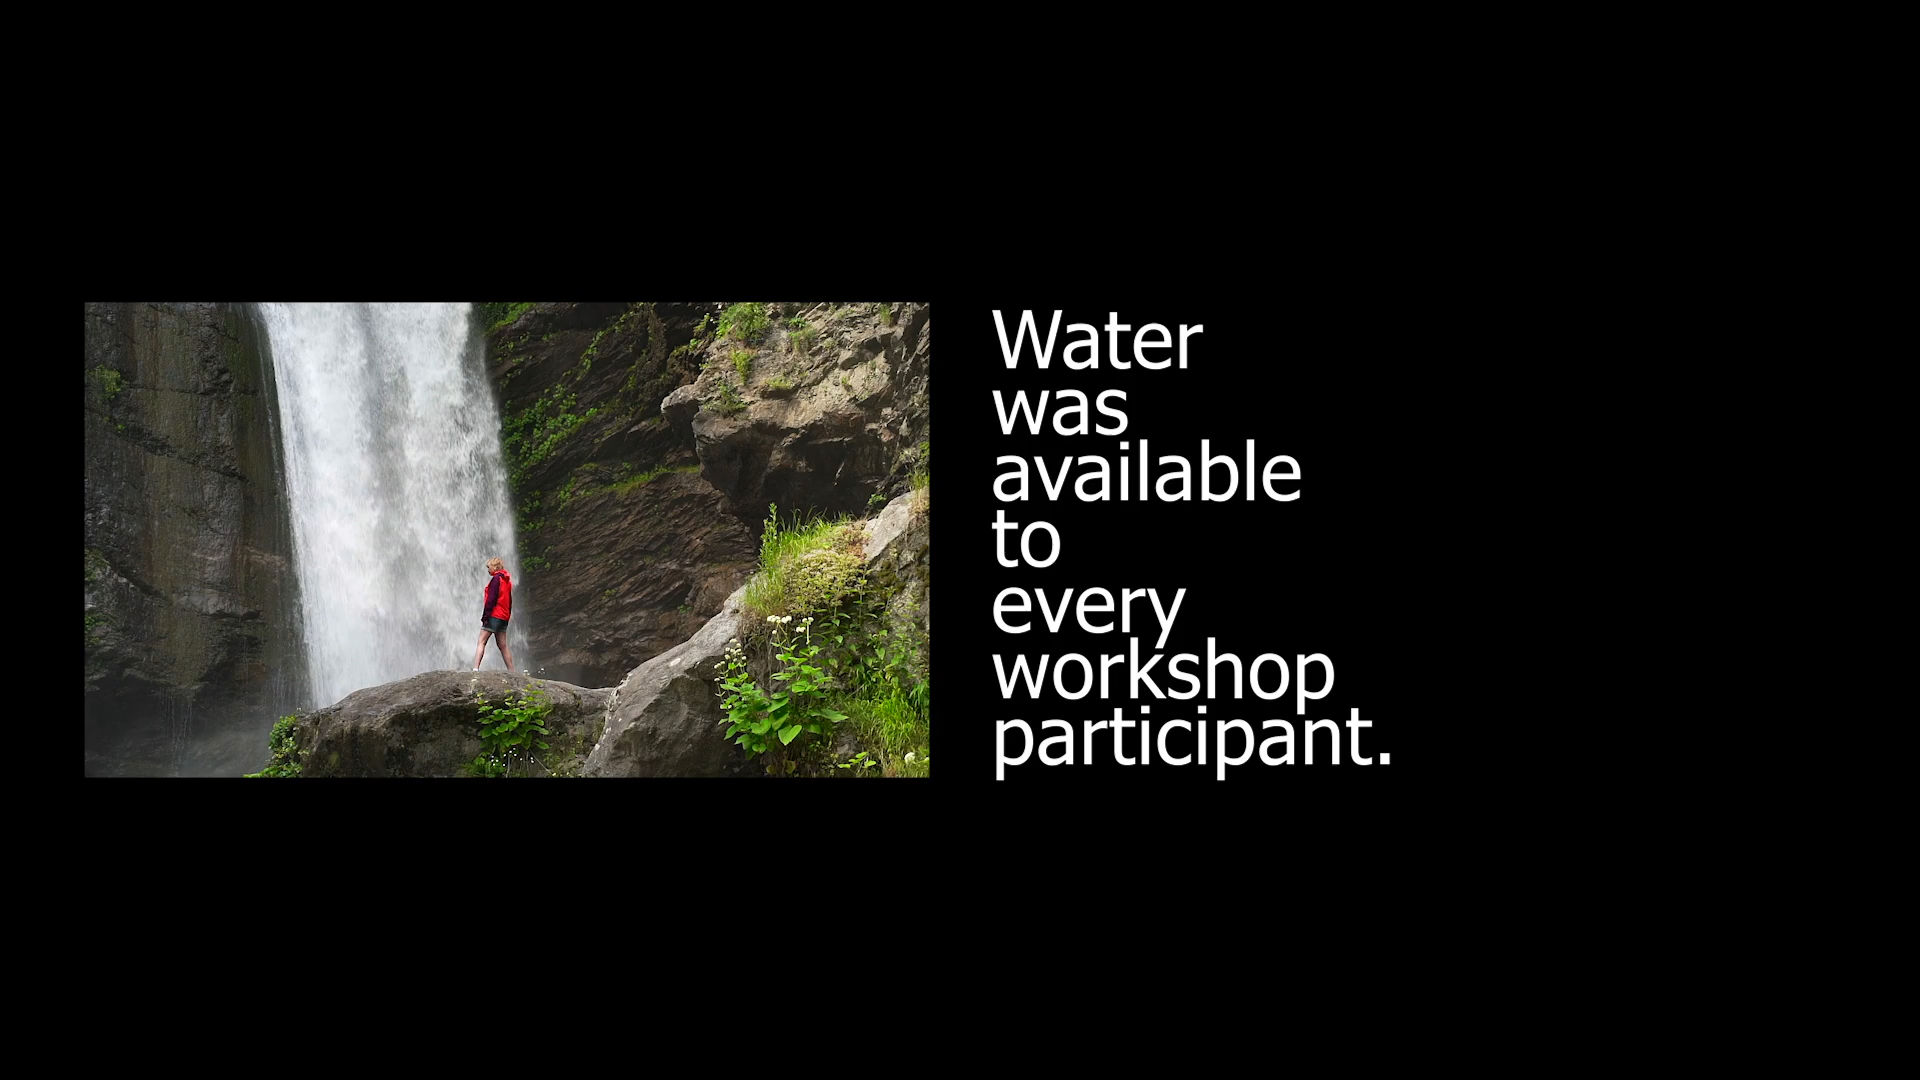 Water
was
available
to
every
workshop
participant.